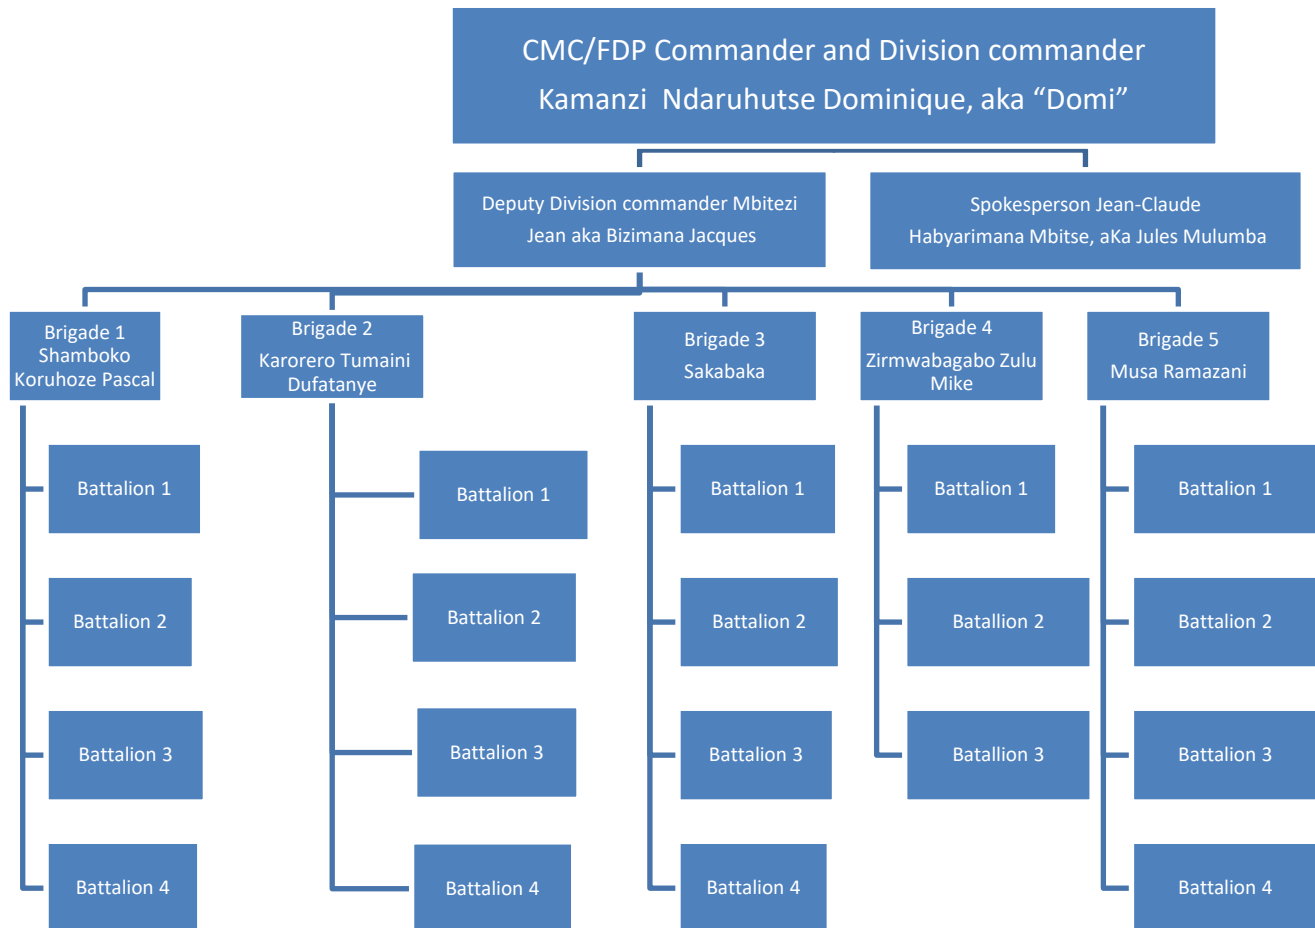 CMC/FDP Commander and Division commander
Kamanzi Ndaruhutse Dominique, aka “Domi”
Deputy Division commander Mbitezi
Jean aka Bizimana Jacques
Spokesperson Jean-Claude
Habyarimana Mbitse, aKa Jules Mulumba
Brigade 1
Shamboko
Koruhoze Pascal
Brigade 2
Karorero Tumaini
Dufatanye
Brigade 3
Sakabaka
Brigade 4
Zirmwabagabo Zulu
Mike
Brigade 5
Musa Ramazani
Battalion 1
Battalion 2
Battalion 3
Battalion 4
Battalion 1
Battalion 2
Battalion 3
Battalion 4
Battalion 1
Battalion 2
Battalion 3
Battalion 4
Battalion 1
Batallion 2
Batallion 3
Battalion 1
Battalion 2
Battalion 3
Battalion 4